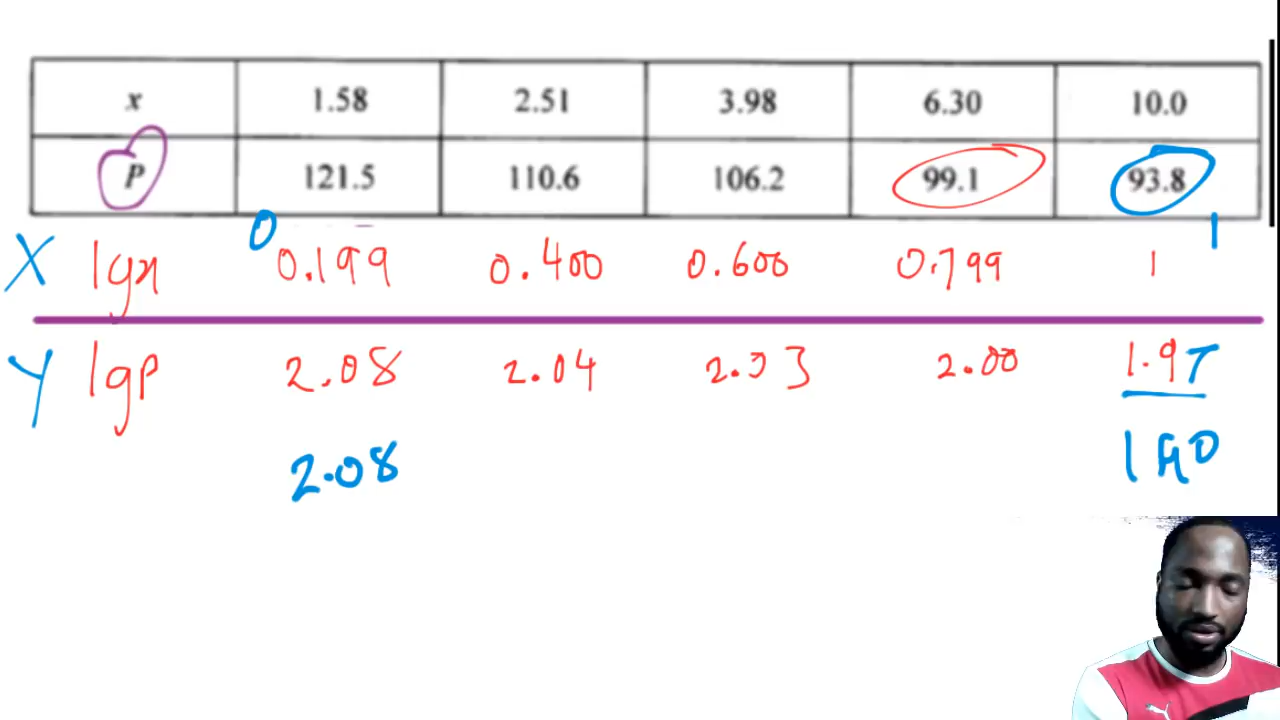 x 1.58 2.51 3.98 6.30 10.0
P 121.5 110.6 106.2 99.1 93.8
0 1
X lgx 0.199 0.400 0.600 0.799 1
Y lgp 2.08 2.04 2.03 2.00 1.97
2.08